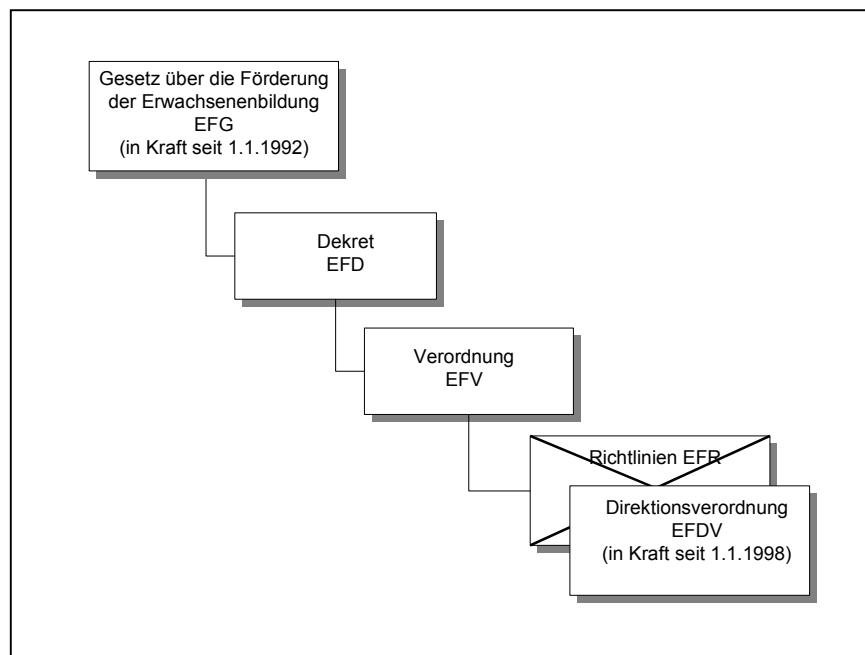 Gesetz über die Förderung
der Erwachsenenbildung
EFG
(in Kraft seit 1.1.1992)
Dekret
EFD
Verordnung
EFV
Richtlinien EFR
Direktionsverordnung
EFDV
(in Kraft seit 1.1.1998)